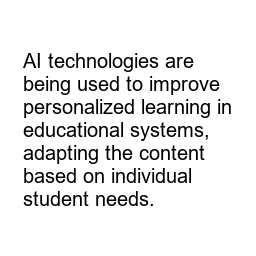 AI technologies are
being used to improve
personalized learning in
educational systems,
adapting the content
based on individual
student needs.